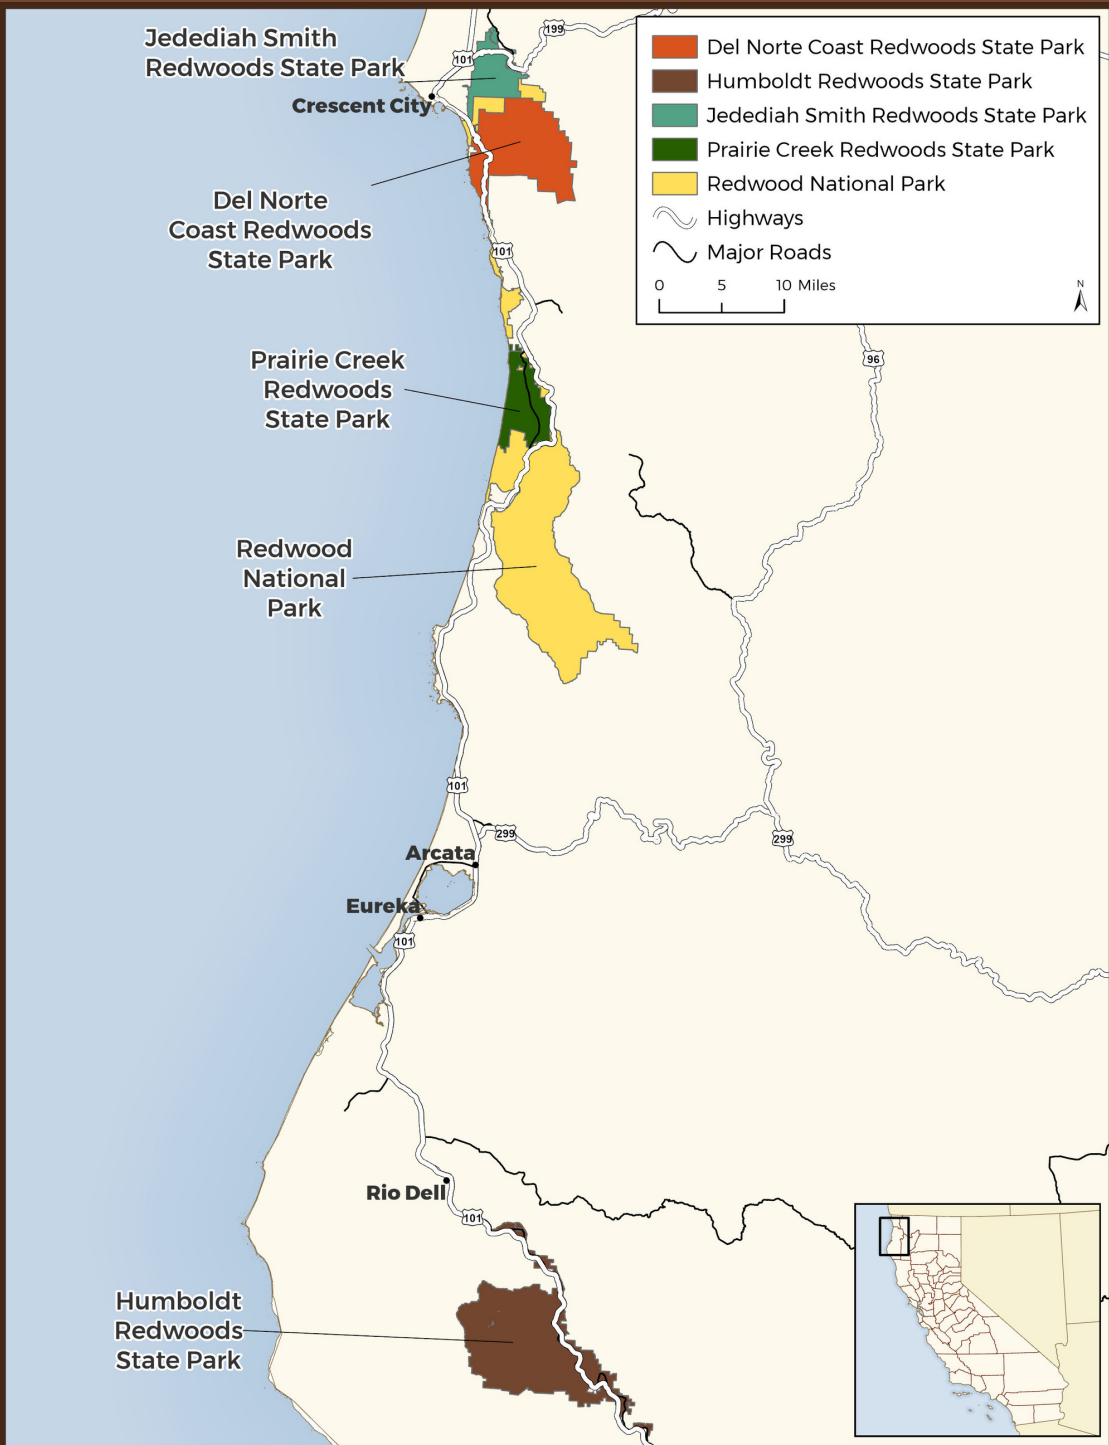 Jedediah Smith
Redwoods State Park
Crescent City
Del Norte
Coast Redwoods
State Park
Prairie Creek
Redwoods
State Park
Redwood
National
Park
Arcata
Eureka
Rio Dell
Humboldt
Redwoods
State Park
199
101
101
96
101
299
299
101
101
Del Norte Coast Redwoods State Park
Humboldt Redwoods State Park
Jedediah Smith Redwoods State Park
Prairie Creek Redwoods State Park
Redwood National Park
Highways
Major Roads
0 5 10 Miles
N